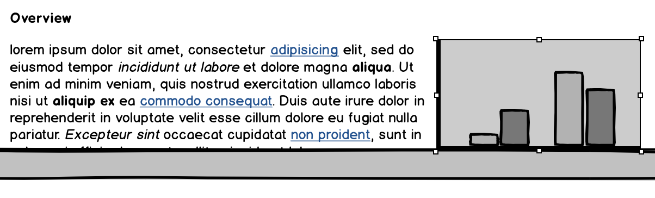 Overview
lorem ipsum dolor sit amet, consectetur adipisicing elit, sed do
eiusmod tempor incididunt ut labore et dolore magna aliqua. Ut
enim ad minim veniam, quis nostrud exercitation ullamco laboris
nisi ut aliquip ex ea commodo consequat. Duis aute irure dolor in
reprehenderit in voluptate velit esse cillum dolore eu fugiat nulla
pariatur. Excepteur sint occaecat cupidatat non proident, sunt in